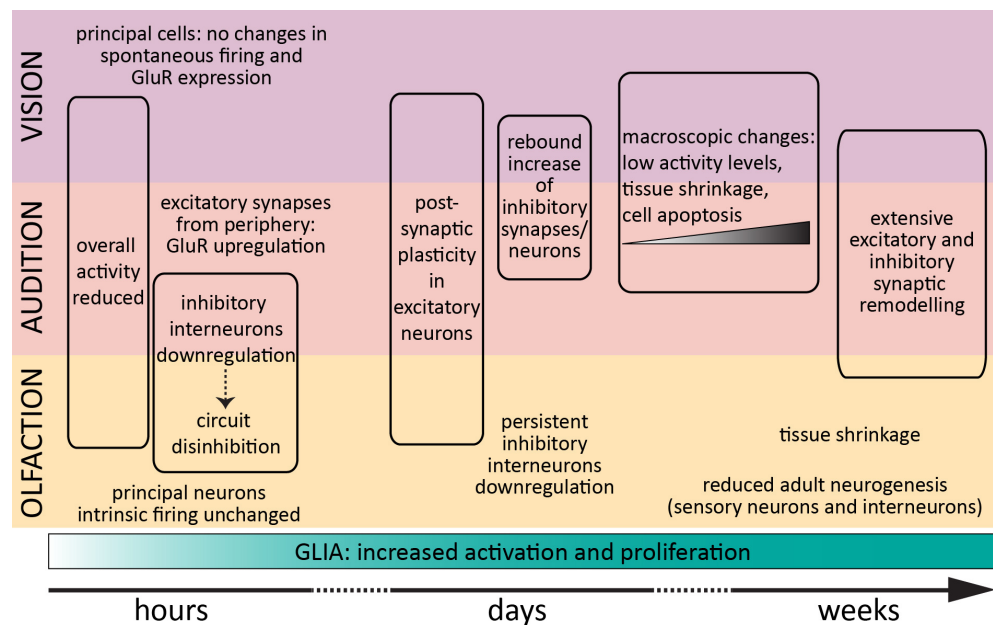 VISION
principal cells: no changes in
spontaneous firing and
GluR expression
AUDITION
overall
activity
reduced
excitatory synapses
from periphery:
GluR upregulation
inhibitory
interneurons
downregulation
circuit
disinhibition
post-
synaptic
plasticity
in
excitatory
neurons
rebound
increase
of
inhibitory
synapses/
neurons
macroscopic changes:
low activity levels,
tissue shrinkage,
cell apoptosis
extensive
excitatory and
inhibitory
synaptic
remodelling
OLFACTION
principal neurons
intrinsic firing unchanged
persistent
inhibitory
interneurons
downregulation
tissue shrinkage
reduced adult neurogenesis
(sensory neurons and interneurons)
GLIA: increased activation and proliferation
hours
days
weeks